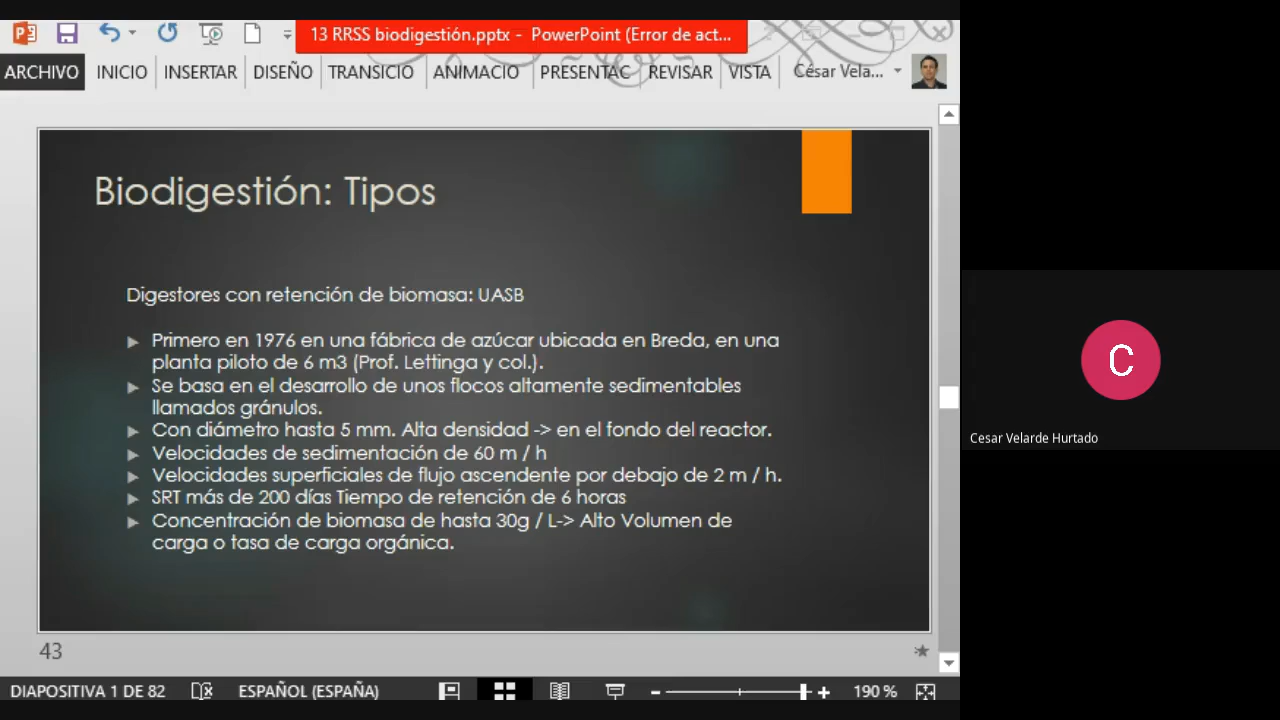 13 RRSS biodigestión.pptx - PowerPoint (Error de act...
ARCHIVO INICIO INSERTAR DISEÑO TRANSICIO ANIMACIO PRESENTAC REVISAR VISTA César Vela...
Biodigestión: Tipos
Digestores con retención de biomasa: UASB
Primero en 1976 en una fábrica de azúcar ubicada en Breda, en una
planta piloto de 6 m3 (Prof. Lettinga y col.).
Se basa en el desarrollo de unos flocos altamente sedimentables
llamados gránulos.
Con diámetro hasta 5 mm. Alta densidad -> en el fondo del reactor.
Velocidades de sedimentación de 60 m / h
Velocidades superficiales de flujo ascendente por debajo de 2 m / h.
SRT más de 200 días Tiempo de retención de 6 horas
Concentración de biomasa de hasta 30g / L-> Alto Volumen de
carga o tasa de carga orgánica.
43
DIAPOSITIVA 1 DE 82 ESPAÑOL (ESPAÑA) 190 %
C
Cesar Velarde Hurtado